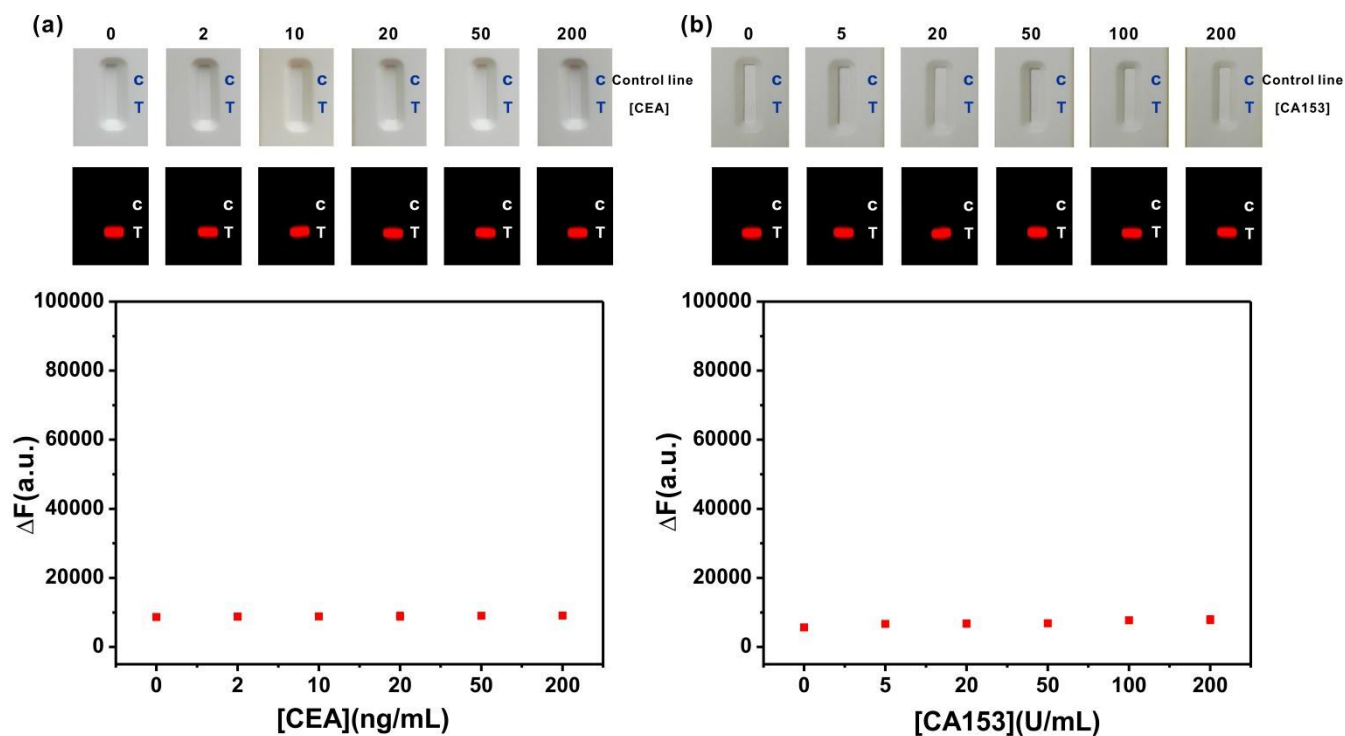 (a)
0 2 10 20 50 200
C C C C C C Control line
T T T T T T [CEA]
C C C C C C
T T T T T T
100000
80000
60000
40000
20000
0
ΔF(a.u.)
0 2 10 20 50 200
[CEA](ng/mL)
(b)
0 5 20 50 100 200
C C C C C C Control line
T T T T T T [CA153]
C C C C C C
T T T T T T
100000
80000
60000
40000
20000
0
ΔF(a.u.)
0 5 20 50 100 200
[CA153](U/mL)